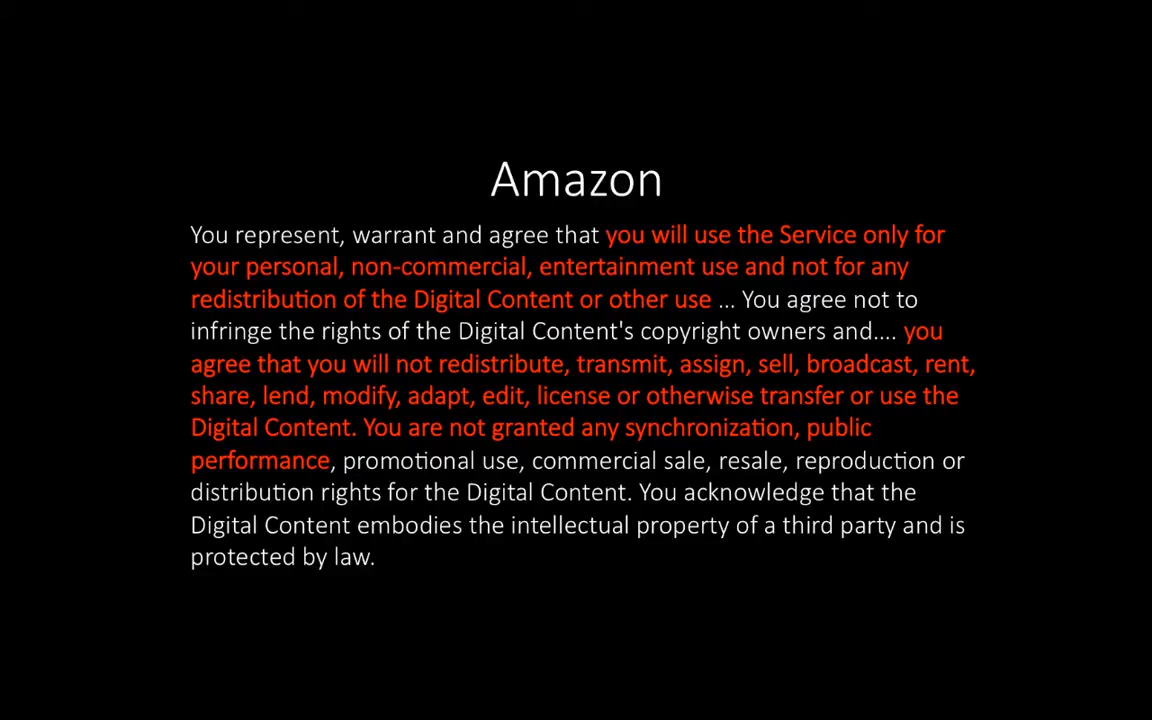 Amazon
You represent, warrant and agree that you will use the Service only for
your personal, non-commercial, entertainment use and not for any
redistribution of the Digital Content or other use ... You agree not to
infringe the rights of the Digital Content's copyright owners and.... you
agree that you will not redistribute, transmit, assign, sell, broadcast, rent,
share, lend, modify, adapt, edit, license or otherwise transfer or use the
Digital Content. You are not granted any synchronization, public
performance, promotional use, commercial sale, resale, reproduction or
distribution rights for the Digital Content. You acknowledge that the
Digital Content embodies the intellectual property of a third party and is
protected by law.